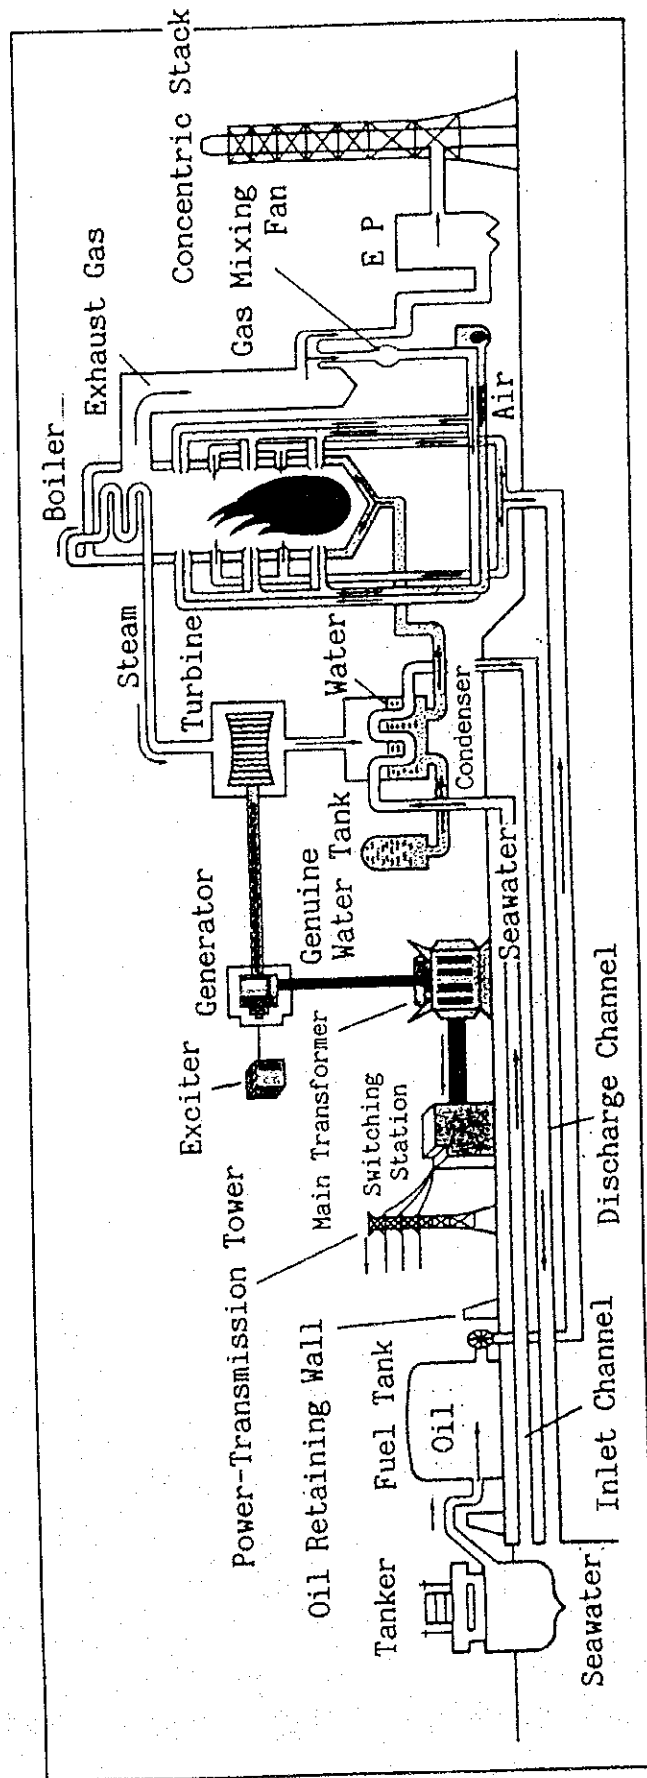 Concentric Stack
Exhaust Gas
Gas Mixing
Fan
E P
Boiler
Air
Steam
Turbine
Water
Condenser
Generator
Genuine
Water Tank
Seawater
Exciter
Main Transformer
Switching
Station
Discharge Channel
Power-Transmission Tower
Oil Retaining Wall
Fuel Tank
Oil
Inlet Channel
Tanker
Seawater